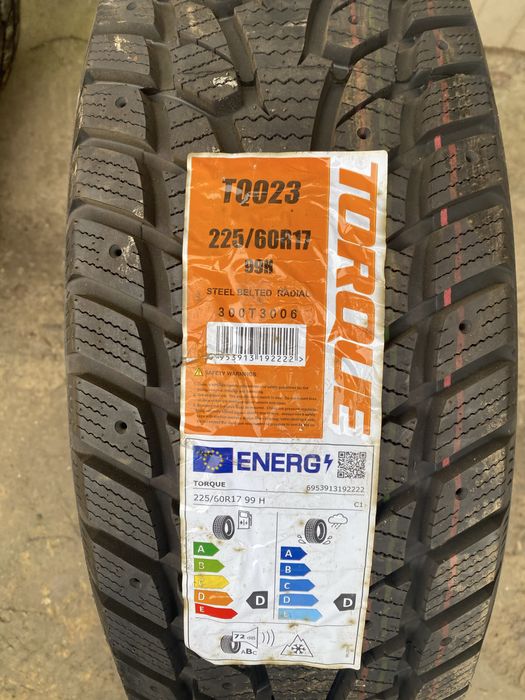 TORQUE
TQ023
225/60R17
99H
STEEL BELTED RADIAL
300T3006
6953913192222 >
SAFETY WARNINGS
ENERG
TORQUE
6953913192222
225/60R17 99 H
C1
A
B
C
D
E
D
A
B
C
D
E
D
72 dB
ABC